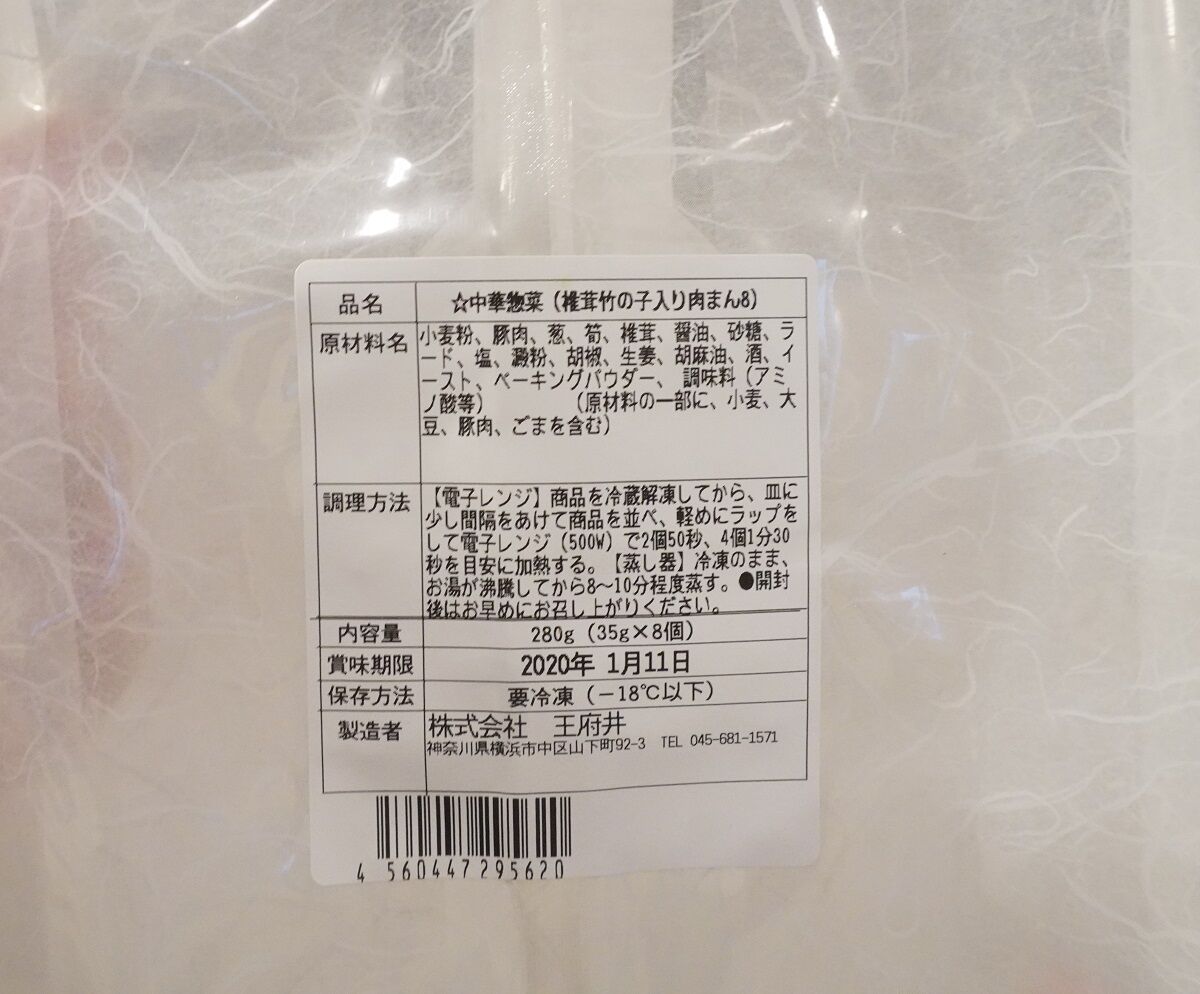 品名 ☆中華惣菜（椎茸竹の子入り肉まん8）
原材料名 小麦粉、豚肉、葱、筍、椎茸、醤油、砂糖、ラ
ード、塩、澱粉、胡椒、生姜、胡麻油、酒、イ
ースト、ベーキングパウダー、 調味料（アミ
ノ酸等） （原材料の一部に、小麦、大
豆、豚肉、ごまを含む）
調理方法 【電子レンジ】商品を冷蔵解凍してから、皿に
少し間隔をあけて商品を並べ、軽めにラップを
して電子レンジ（500W）で2個50秒、4個1分30
秒を目安に加熱する。【蒸し器】冷凍のまま、
お湯が沸騰してから8～10分程度蒸す。●開封
後はお早めにお召し上がりください。
内容量 280g（35g×8個）
賞味期限 2020年 1月11日
保存方法 要冷凍（－18℃以下）
製造者 株式会社 王府井
神奈川県横浜市中区山下町92-3 TEL 045-681-1571
4 560447 295620